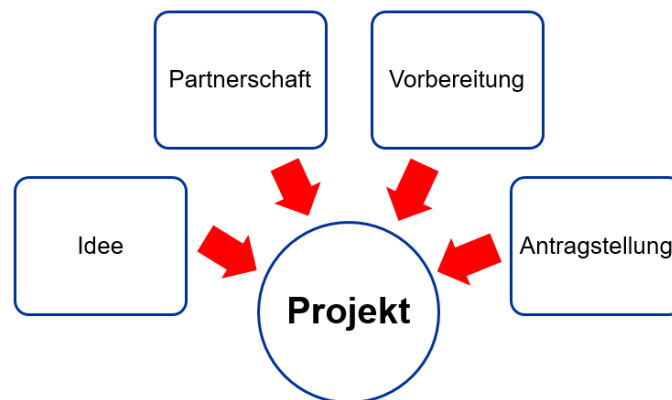 Partnerschaft
Vorbereitung
Idee
Antragstellung
Projekt